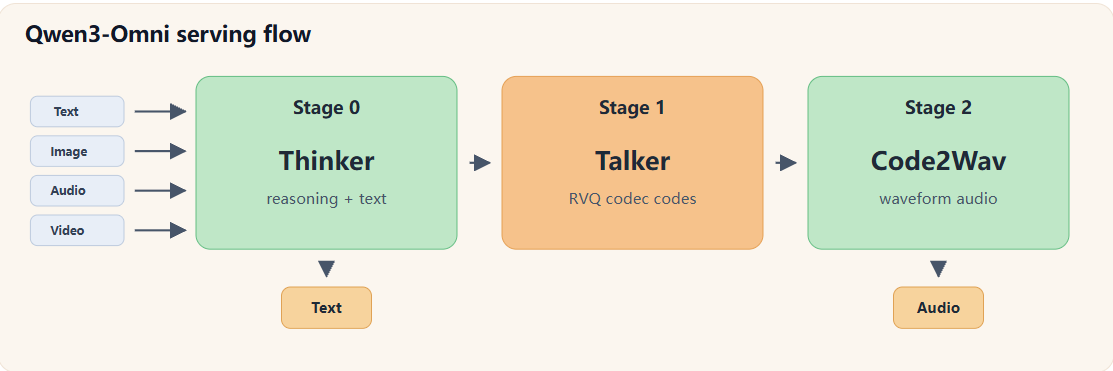 Qwen3-Omni serving flow
Text
Image
Audio
Video
Stage 0
Thinker
reasoning + text
Stage 1
Talker
RVQ codec codes
Stage 2
Code2Wav
waveform audio
Text
Audio